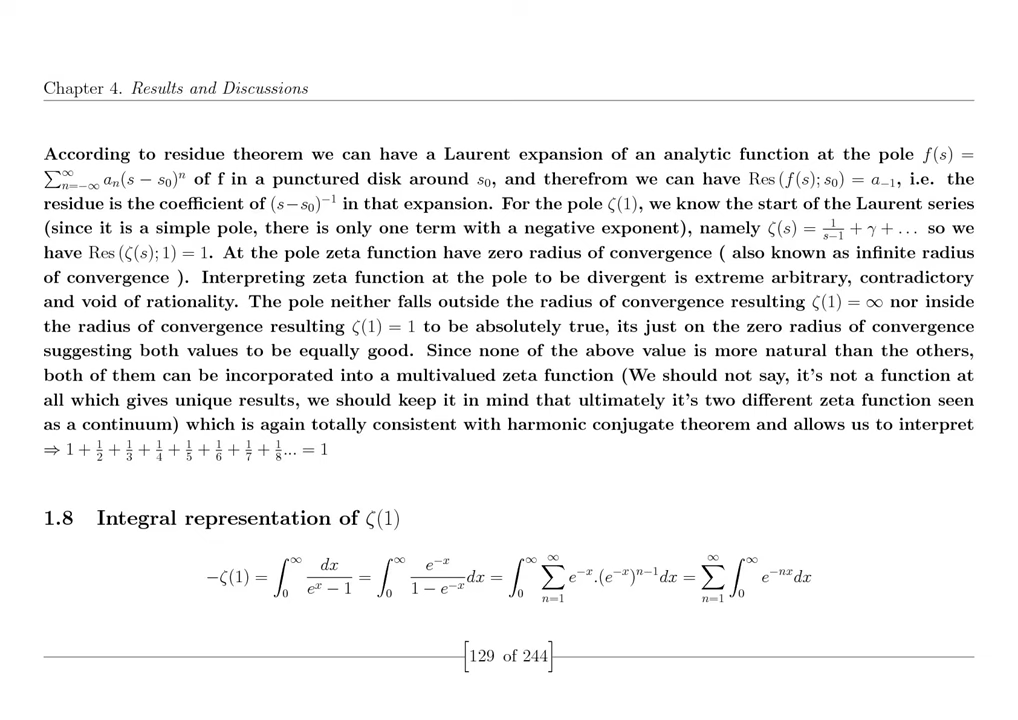 Chapter 4. Results and Discussions
According to residue theorem we can have a Laurent expansion of an analytic function at the pole f(s) =
∑_{n=−∞}^{∞} a_n(s − s_0)^n of f in a punctured disk around s_0, and therefrom we can have Res (f(s); s_0) = a_{−1}, i.e. the
residue is the coefficient of (s−s_0)^{−1} in that expansion. For the pole ζ(1), we know the start of the Laurent series
(since it is a simple pole, there is only one term with a negative exponent), namely ζ(s) = \frac{1}{s−1} + γ + . . . so we
have Res (ζ(s); 1) = 1. At the pole zeta function have zero radius of convergence ( also known as infinite radius
of convergence ). Interpreting zeta function at the pole to be divergent is extreme arbitrary, contradictory
and void of rationality. The pole neither falls outside the radius of convergence resulting ζ(1) = ∞ nor inside
the radius of convergence resulting ζ(1) = 1 to be absolutely true, its just on the zero radius of convergence
suggesting both values to be equally good. Since none of the above value is more natural than the others,
both of them can be incorporated into a multivalued zeta function (We should not say, it's not a function at
all which gives unique results, we should keep it in mind that ultimately it's two different zeta function seen
as a continuum) which is again totally consistent with harmonic conjugate theorem and allows us to interpret
⇒ 1 + \frac{1}{2} + \frac{1}{3} + \frac{1}{4} + \frac{1}{5} + \frac{1}{6} + \frac{1}{7} + \frac{1}{8}... = 1
1.8 Integral representation of ζ(1)
−ζ(1) = ∫_0^∞ \frac{dx}{e^x − 1} = ∫_0^∞ \frac{e^{−x}}{1 − e^{−x}} dx = ∫_0^∞ ∑_{n=1}^∞ e^{−x}.(e^{−x})^{n−1} dx = ∑_{n=1}^∞ ∫_0^∞ e^{−nx} dx
[129 of 244]